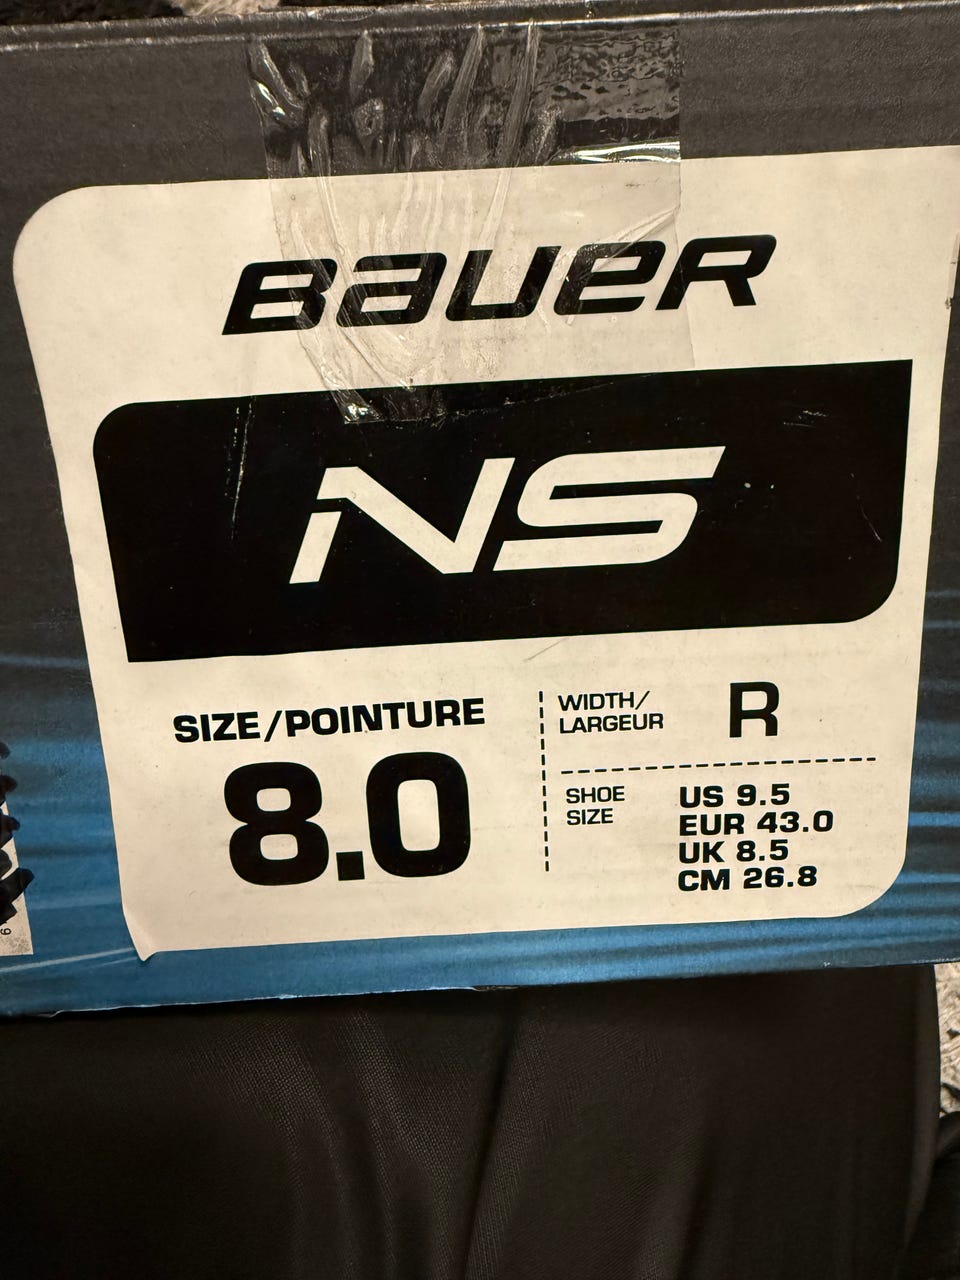 BAUER
NS
SIZE/POINTURE
8.0
WIDTH/
LARGEUR
R
SHOE
SIZE
US 9.5
EUR 43.0
UK 8.5
CM 26.8